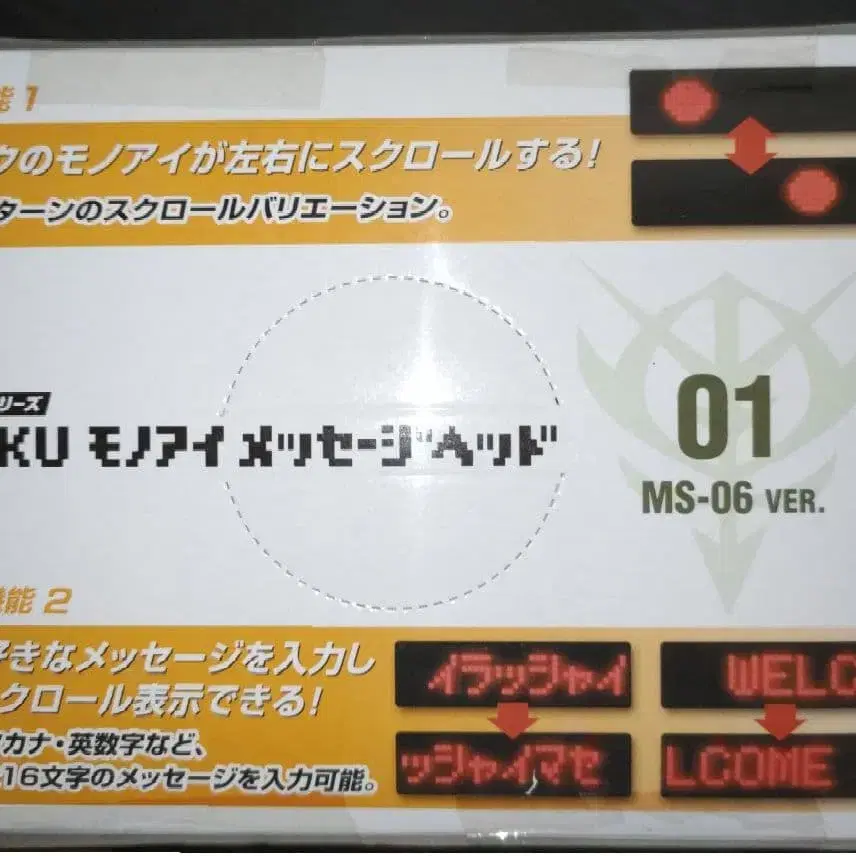 能 1
ウのモノアイが左右にスクロールする!
ターンのスクロールバリエーション。
リーズ
KU モノアイ メッセージヘッド
01
MS-06 VER.
機能 2
好きなメッセージを入力し
クロール表示できる!
カナ・英数字など、
16文字のメッセージを入力可能。
イラッシャイ
WELC
ッシャイマセ
LCOME